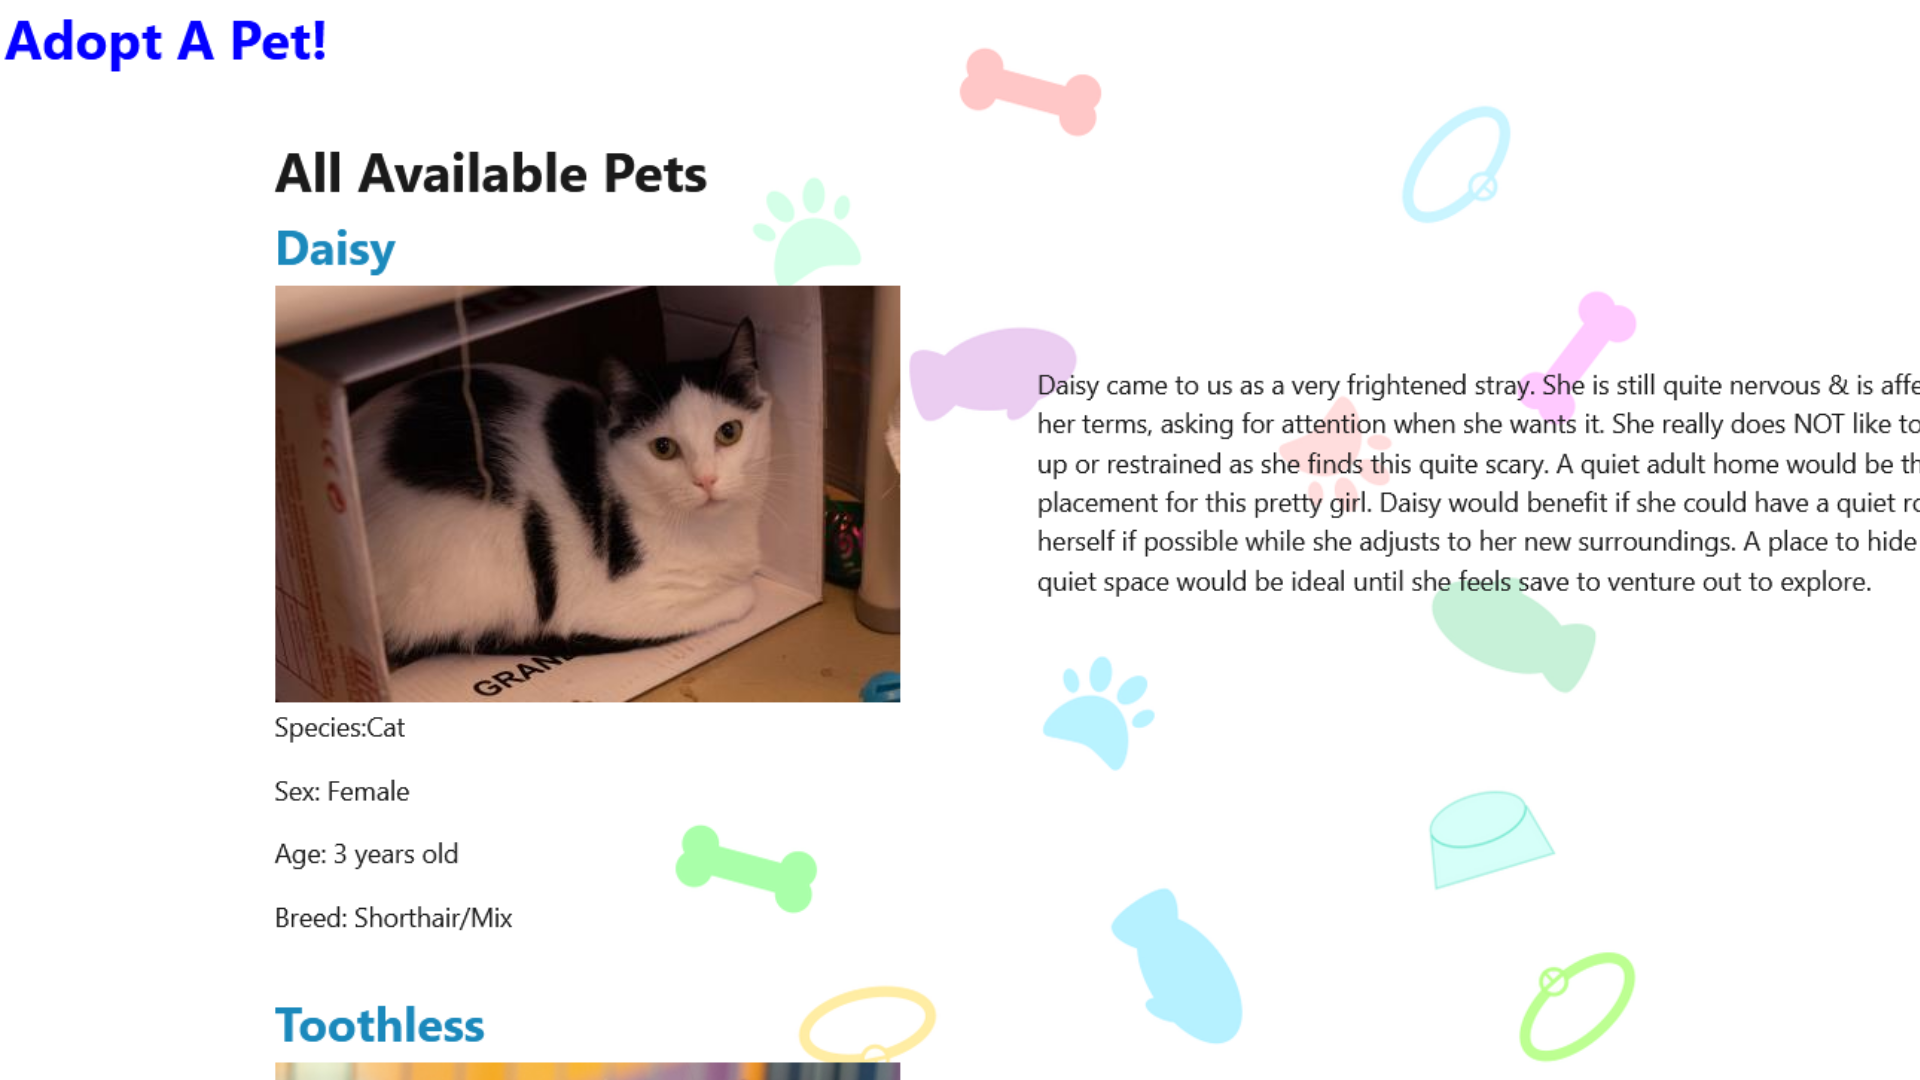 Adopt A Pet!
All Available Pets
Daisy
GRAN
Daisy came to us as a very frightened stray. She is still quite nervous & is affe
her terms, asking for attention when she wants it. She really does NOT like to
up or restrained as she finds this quite scary. A quiet adult home would be th
placement for this pretty girl. Daisy would benefit if she could have a quiet ro
herself if possible while she adjusts to her new surroundings. A place to hide
quiet space would be ideal until she feels save to venture out to explore.
Species:Cat
Sex: Female
Age: 3 years old
Breed: Shorthair/Mix
Toothless